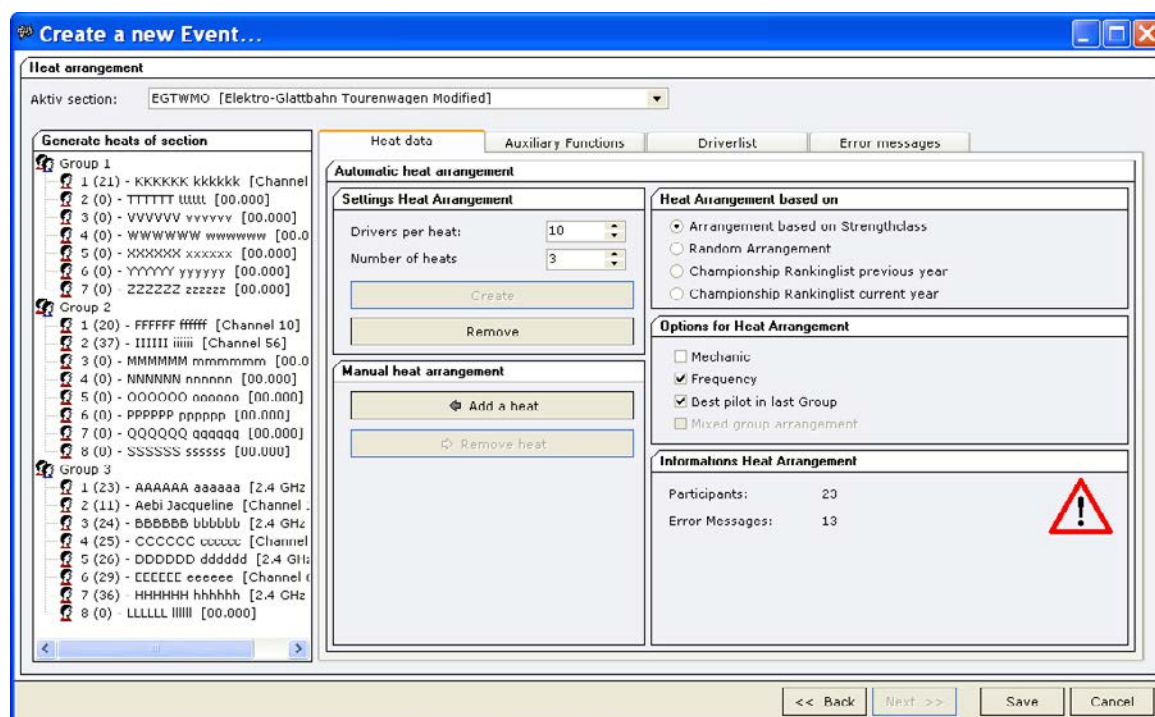 Create a new Event...
Heat arrangement
Aktiv section: EGTWMO [Elektro-Glattbahn Tourenwagen Modified]
Generate heats of section
Group 1
1 (21) - KKKKKK kkkkkk [Channel
2 (0) - TTTTTT tttttt [00.000]
3 (0) - VVVVVV vvvvvv [00.000]
4 (0) - WWWWWW wwwwww [00.0
5 (0) - XXXXXX xxxxxx [00.000]
6 (0) - YYYYYY yyyyyy [00.000]
7 (0) - ZZZZZZ zzzzzz [00.000]
Group 2
1 (20) - FFFFFF ffffff [Channel 10]
2 (37) - IIIIII iiiiii [Channel 56]
3 (0) - MMMMMM mmmmmm [00.0
4 (0) - NNNNNN nnnnnn [00.000]
5 (0) - OOOOOO oooooo [00.000]
6 (0) - PPPPPP pppppp [00.000]
7 (0) - QQQQQQ qqqqqq [00.000]
8 (0) - SSSSSS ssssss [00.000]
Group 3
1 (23) - AAAAAA aaaaaa [2.4 GHz
2 (11) - Aebi Jacqueline [Channel
3 (24) - BBBBBB bbbbbb [2.4 GHz
4 (25) - CCCCCC cccccc [Channel
5 (26) - DDDDDD dddddd [2.4 GHz
6 (29) - EEEEEE eeeeee [Channel
7 (36) - HHHHHH hhhhhh [2.4 GHz
8 (0) - LLLLLL llllll [00.000]
Heat data
Auxiliary Functions
Driverlist
Error messages
Automatic heat arrangement
Settings Heat Arrangement
Drivers per heat: 10
Number of heats 3
Create
Remove
Manual heat arrangement
Add a heat
Remove heat
Heat Arrangement based on
Arrangement based on Strengthclass
Random Arrangement
Championship Rankinglist previous year
Championship Rankinglist current year
Options for Heat Arrangement
Mechanic
Frequency
Best pilot in last Group
Mixed group arrangement
Informations Heat Arrangement
Participants: 23
Error Messages: 13
<< Back
Next >>
Save
Cancel